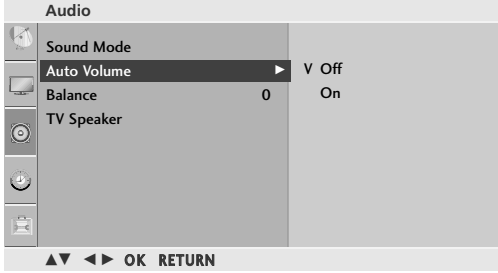 Audio
Sound Mode
Auto Volume ► V Off
Balance 0 On
TV Speaker
▲▼ ◄► OK RETURN